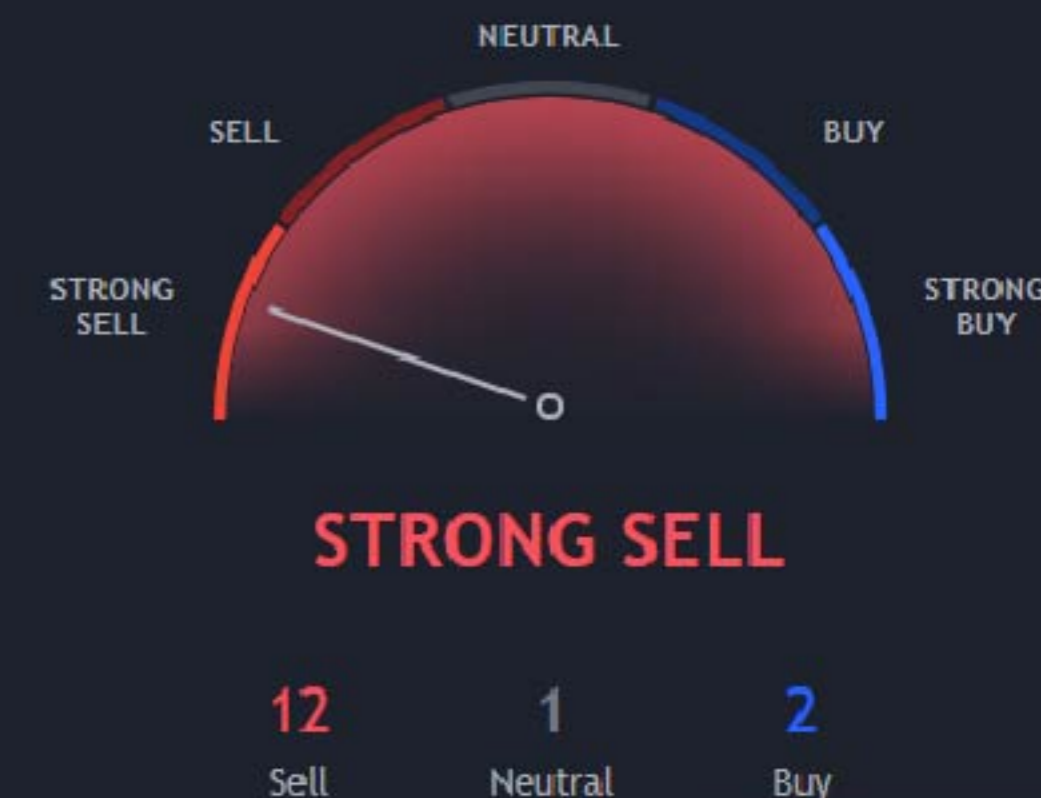 NEUTRAL
SELL
BUY
STRONG
SELL
STRONG
BUY
STRONG SELL
12
1
2
Sell
Neutral
Buy